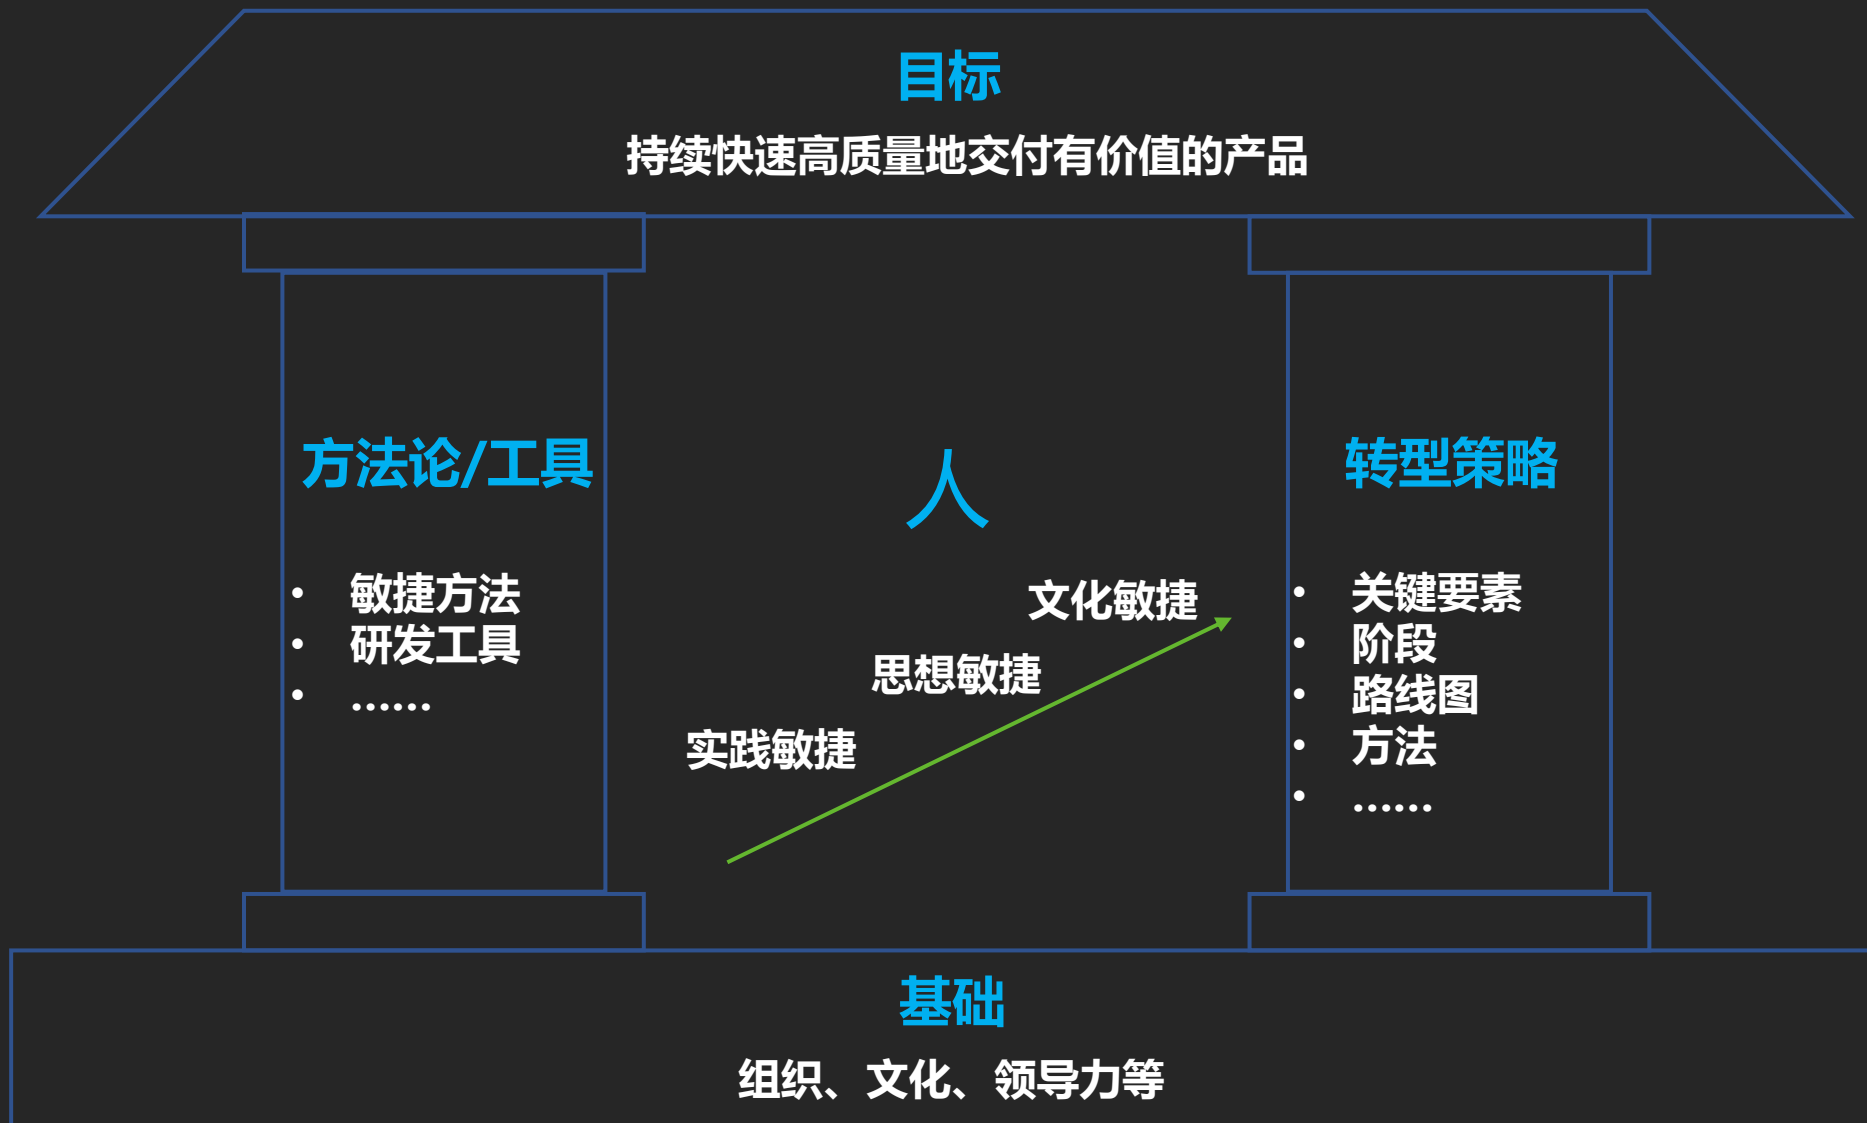 目标
持续快速高质量地交付有价值的产品
方法论/工具
• 敏捷方法
• 研发工具
• ……
人
文化敏捷
思想敏捷
实践敏捷
转型策略
• 关键要素
• 阶段
• 路线图
• 方法
• ……
基础
组织、文化、领导力等